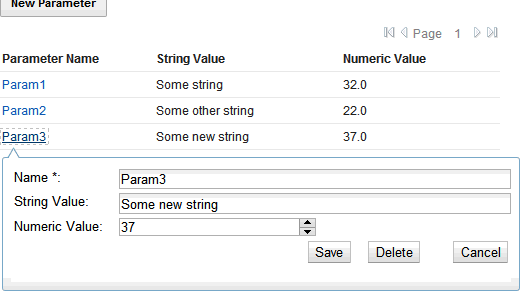 New Parameter
Page 1
Parameter Name String Value Numeric Value
Param1 Some string 32.0
Param2 Some other string 22.0
Param3 Some new string 37.0
Name *: Param3
String Value: Some new string
Numeric Value: 37
Save Delete Cancel